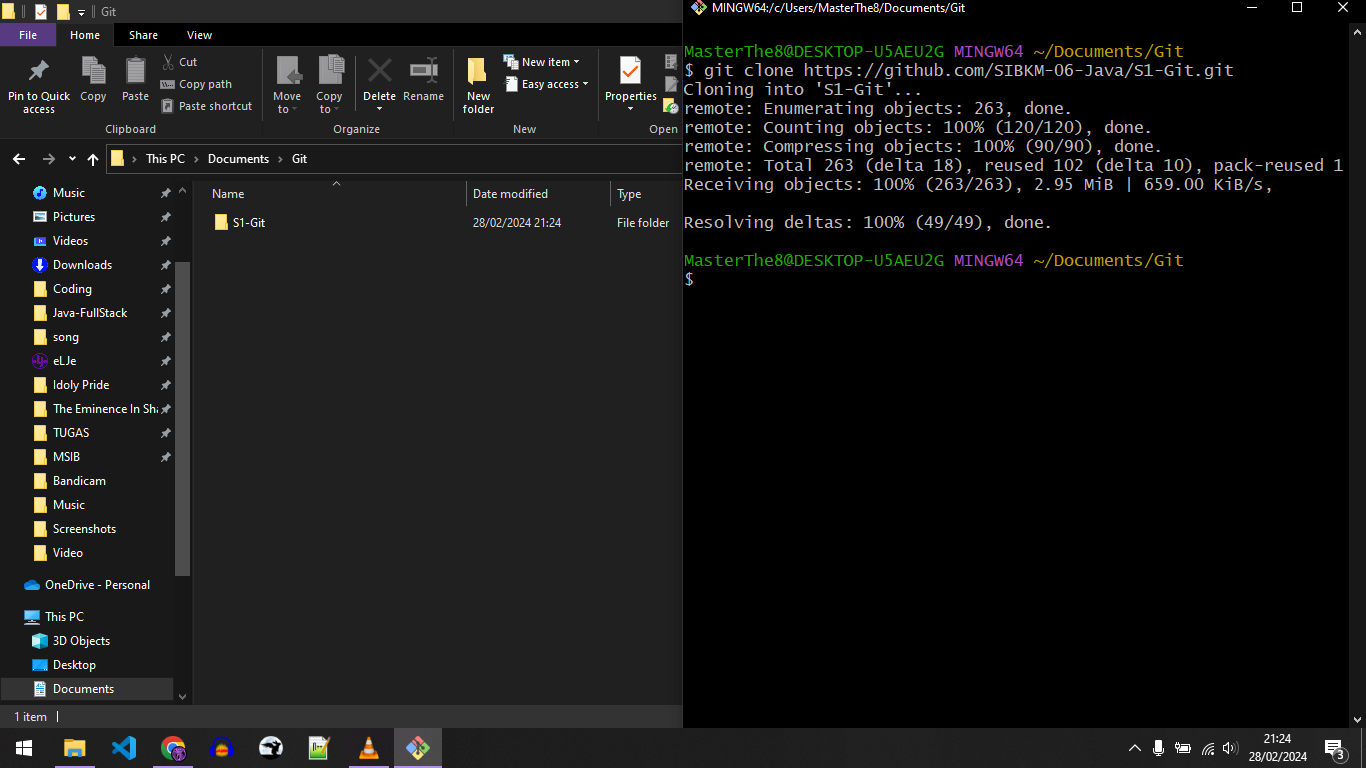 Git
File Home Share View
Pin to Quick access
Copy
Paste
Cut
Copy path
Paste shortcut
Clipboard
Move to
Copy to
Delete
Rename
Organize
New folder
New item
Easy access
New
Properties
Open
This PC > Documents > Git
Music
Pictures
Videos
Downloads
Coding
Java-FullStack
song
eLJe
Idoly Pride
The Eminence In Sha
TUGAS
MSIB
Bandicam
Music
Screenshots
Video
OneDrive - Personal
This PC
3D Objects
Desktop
Documents
Name Date modified Type
S1-Git 28/02/2024 21:24 File folder
1 item
MINGW64:/c/Users/MasterThe8/Documents/Git
MasterThe8@DESKTOP-U5AEU2G MINGW64 ~/Documents/Git
$ git clone https://github.com/SIBKM-06-Java/S1-Git.git
Cloning into 'S1-Git'...
remote: Enumerating objects: 263, done.
remote: Counting objects: 100% (120/120), done.
remote: Compressing objects: 100% (90/90), done.
remote: Total 263 (delta 18), reused 102 (delta 10), pack-reused 1
Receiving objects: 100% (263/263), 2.95 MiB | 659.00 KiB/s,
Resolving deltas: 100% (49/49), done.
MasterThe8@DESKTOP-U5AEU2G MINGW64 ~/Documents/Git
$
21:24
28/02/2024
3